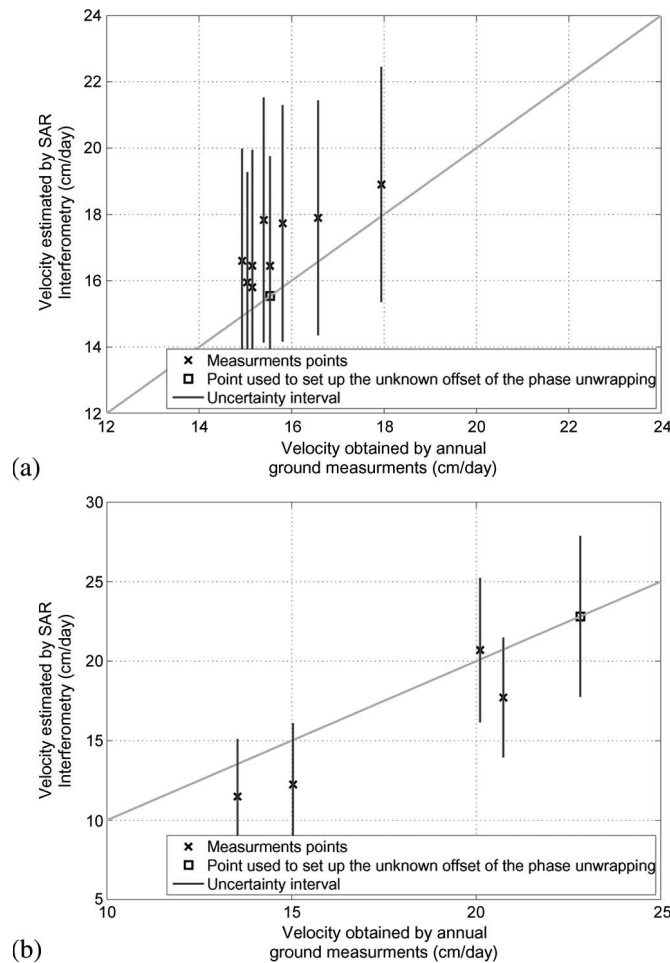 24
22
20
18
16
14
12
Velocity estimated by SAR
Interferometry (cm/day)
× Measurments points
Point used to set up the unknown offset of the phase unwrapping
Uncertainty interval
12 14 16 18 20 22 24
Velocity obtained by annual
ground measurments (cm/day)
(a)
30
25
20
15
10
5
Velocity estimated by SAR
Interferometry (cm/day)
× Measurments points
Point used to set up the unknown offset of the phase unwrapping
Uncertainty interval
10 15 20 25
Velocity obtained by annual
ground measurments (cm/day)
(b)